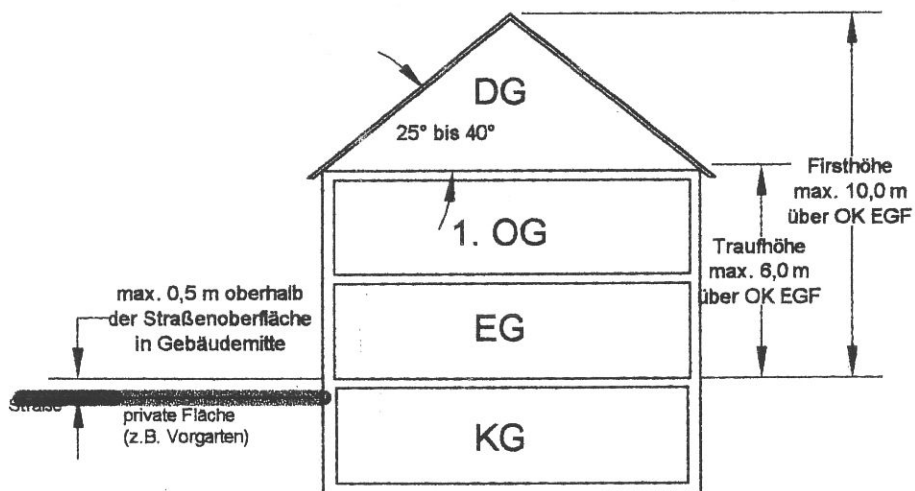 DG
25° bis 40°
Firsthöhe
max. 10,0 m
über OK EGF
1. OG
Traufhöhe
max. 6,0 m
über OK EGF
max. 0,5 m oberhalb
der Straßenoberfläche
in Gebäudemitte
EG
Straße
private Fläche
(z.B. Vorgarten)
KG